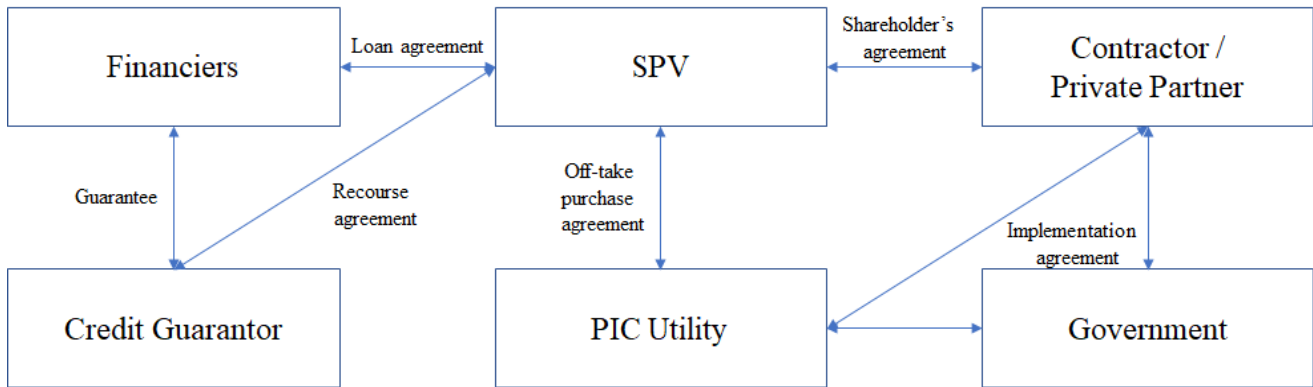 Financiers
Loan agreement
SPV
Shareholder’s
agreement
Contractor /
Private Partner
Guarantee
Recourse
agreement
Off-take
purchase
agreement
Implementation
agreement
Credit Guarantor
PIC Utility
Government